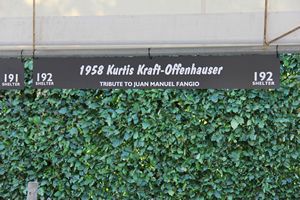 191
SHELTER
192
SHELTER
1958 Kurtis Kraft-Offenhauser
TRIBUTE TO JUAN MANUEL FANGIO
192
SHELTER